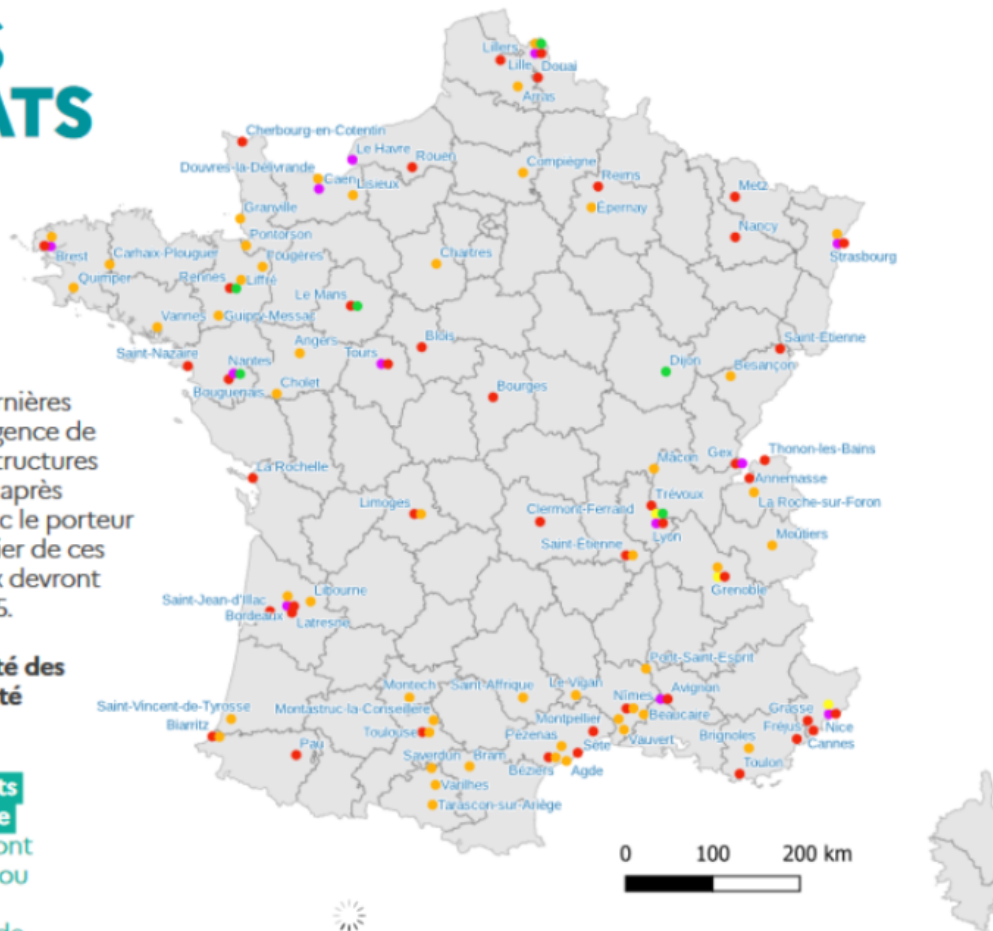 S
ATS
rnières
gence de
tructures
après
c le porteur
ier de ces
x devront
5.
té des
té
ts
e
ont
ou
de
Lillers
Lille
Douai
Arras
Cherbourg-en-Cotentin
Le Havre
Rouen
Douvres-la-Délivrande
Caen
Lisieux
Compiègne
Reims
Épernay
Metz
Nancy
Strasbourg
Granville
Pontorson
Brest
Carhaix-Plouguer
Fougères
Chartres
Quimper
Rennes
Liffré
Le Mans
Vannes
Guipry-Messac
Angers
Tours
Blois
Saint-Nazaire
Nantes
Bouguenais
Cholet
Bourges
Dijon
Saint-Étienne
Besançon
La Rochelle
Mâcon
Gex
Thonon-les-Bains
Annemasse
La Roche-sur-Foron
Limoges
Clermont-Ferrand
Trévoux
Lyon
Saint-Étienne
Moûtiers
Grenoble
Saint-Jean-d'Illac
Libourne
Bordeaux
Latresne
Pont-Saint-Esprit
Saint-Vincent-de-Tyrosse
Biarritz
Montech
Saint-Affrique
Le-Vigan
Nîmes
Avignon
Montastruc-la-Conseillère
Montpellier
Beaucaire
Toulouse
Pézenas
Sète
Vauvert
Grasse
Fréjus
Nice
Cannes
Brignoles
Toulon
Pau
Saverdun
Bram
Béziers
Agde
Varilhes
Tarascon-sur-Ariège
0 100 200 km